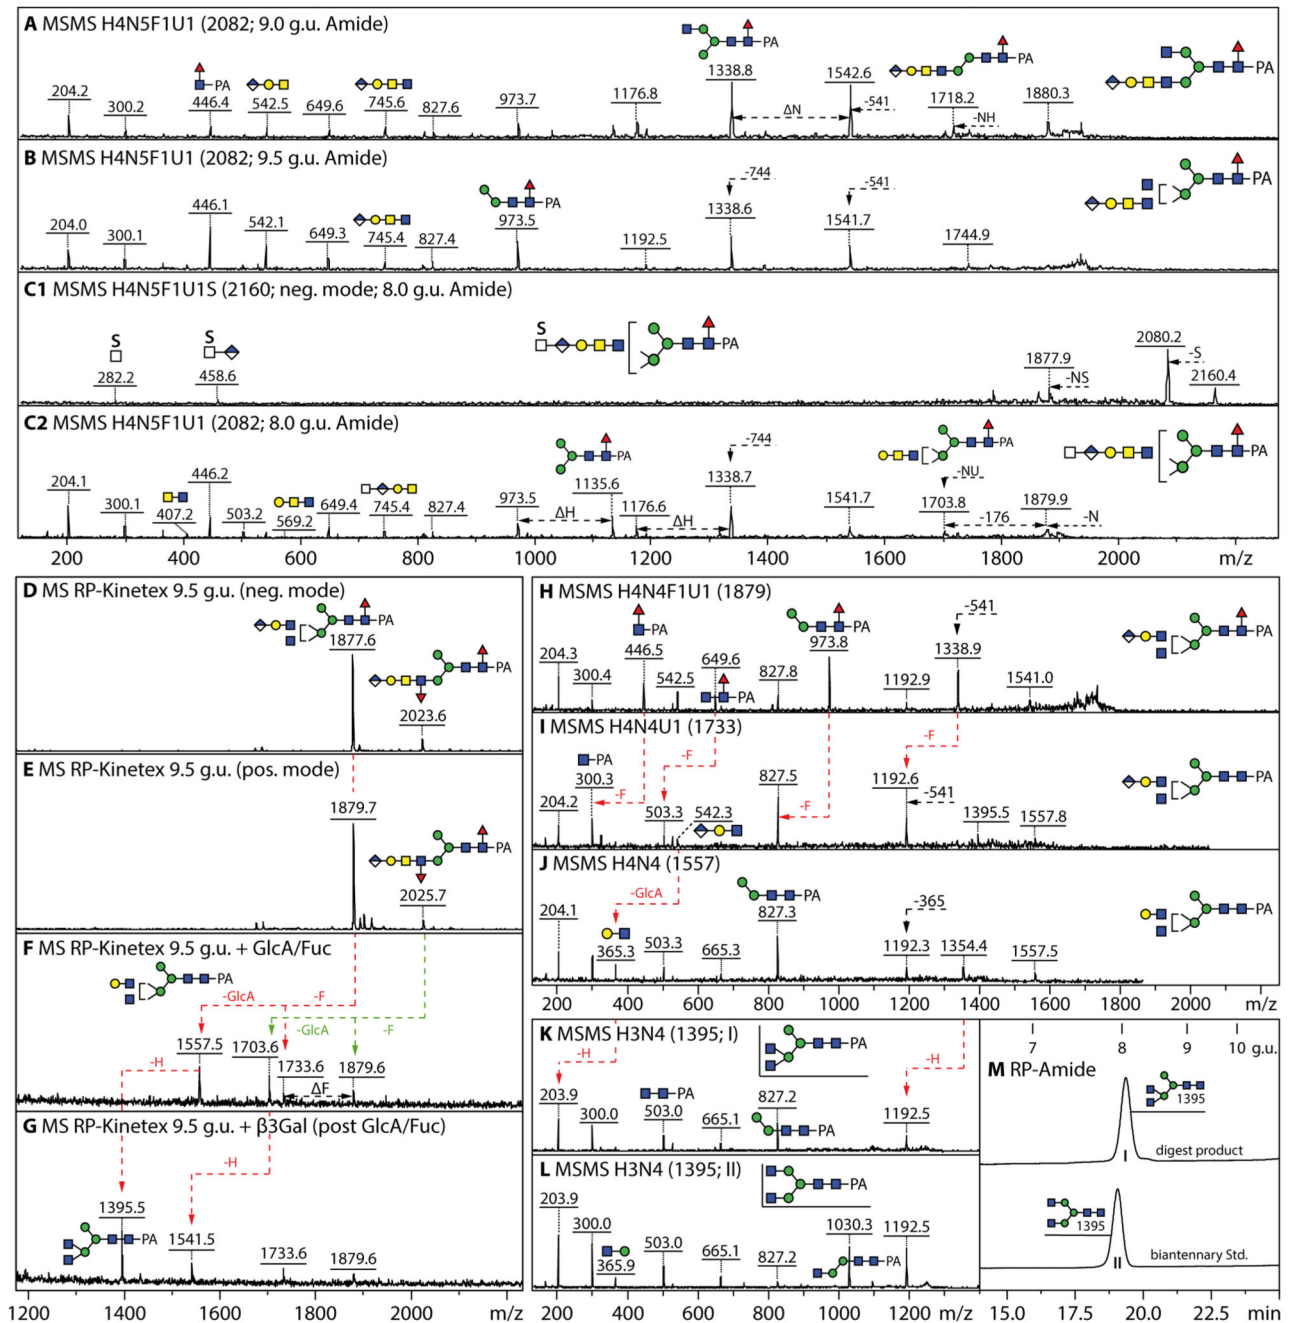 A MSMS H4N5F1U1 (2082; 9.0 g.u. Amide)
PA
204.2
300.2
PA
446.4
542.5
649.6
745.6
827.6
973.7
1176.8
1338.8
ΔN
1542.6
-541
PA
1718.2
-NH
1880.3
PA
B MSMS H4N5F1U1 (2082; 9.5 g.u. Amide)
204.0
300.1
446.1
542.1
649.3
745.4
827.4
PA
973.5
1192.5
-744
1338.6
-541
1541.7
1744.9
PA
C1 MSMS H4N5F1U1S (2160; neg. mode; 8.0 g.u. Amide)
S
282.2
S
458.6
S
PA
1877.9
-NS
2080.2
-S
2160.4
C2 MSMS H4N5F1U1 (2082; 8.0 g.u. Amide)
204.1
300.1
407.2
446.2
503.2
569.2
649.4
745.4
827.4
973.5
ΔH
PA
1135.6
1176.6
ΔH
-744
1338.7
1541.7
PA
-NU
1703.8
-176
1879.9
-N
PA
200 400 600 800 1000 1200 1400 1600 1800 2000 m/z
D MS RP-Kinetex 9.5 g.u. (neg. mode)
PA
1877.6
PA
2023.6
E MS RP-Kinetex 9.5 g.u. (pos. mode)
1879.7
PA
2025.7
F MS RP-Kinetex 9.5 g.u. + GlcA/Fuc
PA
-GlcA
-F
-GlcA
-F
-H
1557.5
1703.6
1733.6
ΔF
1879.6
G MS RP-Kinetex 9.5 g.u. + β3Gal (post GlcA/Fuc)
-H
1395.5
PA
1541.5
1733.6
1879.6
1200 1400 1600 1800 2000 m/z
H MSMS H4N4F1U1 (1879)
204.3
300.4
PA
446.5
542.5
649.6
PA
827.8
PA
973.8
1192.9
-541
1338.9
1541.0
PA
I MSMS H4N4U1 (1733)
204.2
PA
300.3
-F
-F
503.3
542.3
827.5
-F
-F
1192.6
-541
1395.5
1557.8
PA
J MSMS H4N4 (1557)
204.1
-GlcA
365.3
503.3
665.3
PA
827.3
-365
1192.3
1354.4
1557.5
PA
200 400 600 800 1000 1200 1400 1600 1800 2000 m/z
K MSMS H3N4 (1395; I)
PA
-H
203.9
300.0
PA
503.0
665.1
827.2
PA
-H
1192.5
L MSMS H3N4 (1395; II)
PA
203.9
300.0
365.9
503.0
665.1
827.2
1030.3
PA
1192.5
200 400 600 800 1000 1200 m/z
7 8 9 10 g.u.
M RP-Amide
1395
I
digest product
1395
II
biantennary Std.
15.0 17.5 20.0 22.5 min